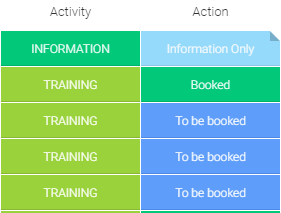 Activity Action
INFORMATION Information Only
TRAINING Booked
TRAINING To be booked
TRAINING To be booked
TRAINING To be booked